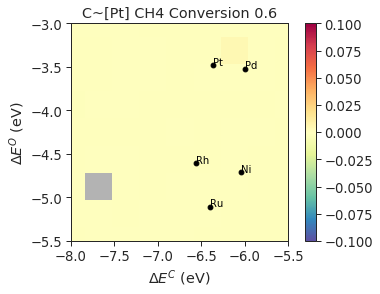 C~[Pt] CH4 Conversion 0.6
ΔE^O (eV)
−3.0
−3.5
−4.0
−4.5
−5.0
−5.5
Pt
Pd
Rh
Ni
Ru
−8.0 −7.5 −7.0 −6.5 −6.0 −5.5
ΔE^C (eV)
0.100
0.075
0.050
0.025
0.000
−0.025
−0.050
−0.075
−0.100